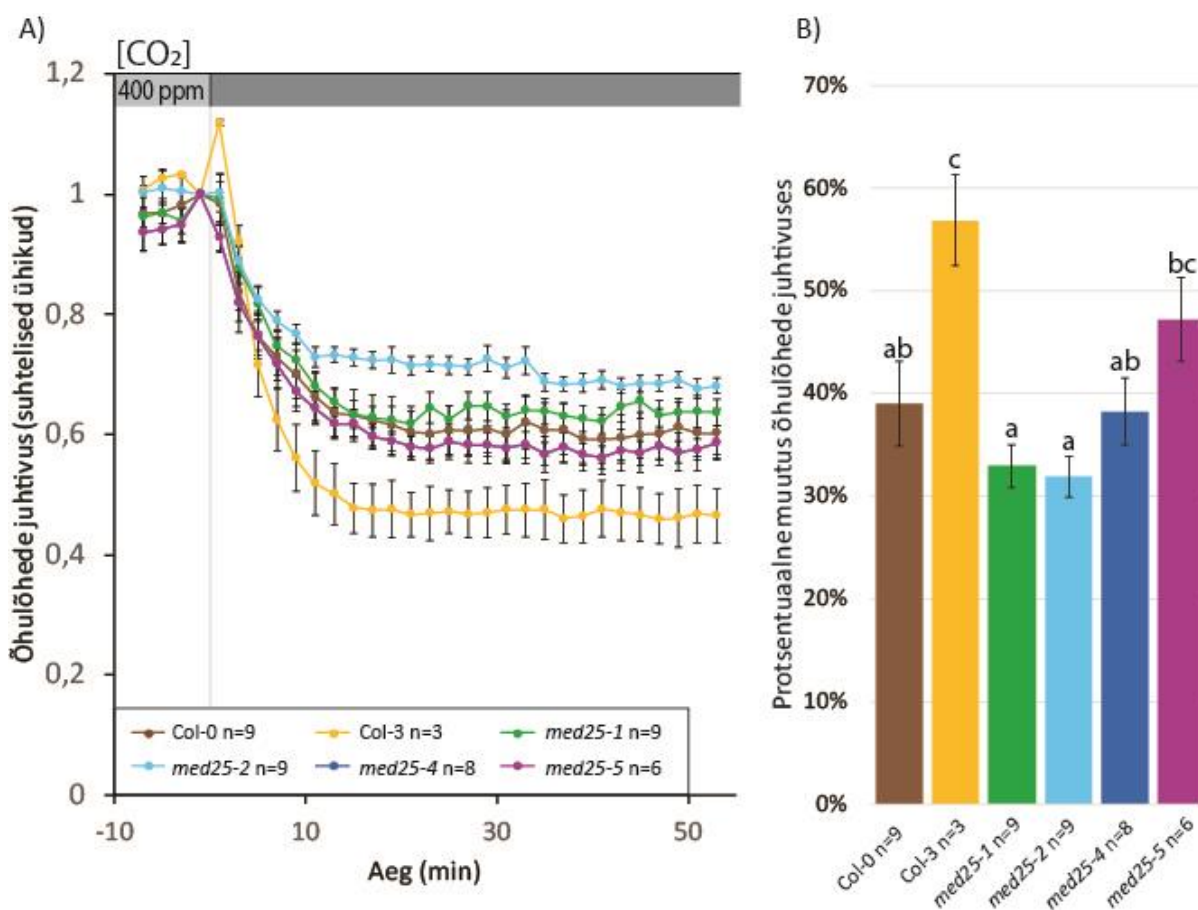 A)
[CO₂]
400 ppm
1,2
1
0,8
0,6
0,4
0,2
0
Õhulõhede juhtivus (suhtelised ühikud)
Col-0 n=9
Col-3 n=3
med25-1 n=9
med25-2 n=9
med25-4 n=8
med25-5 n=6
-10
10
30
50
Aeg (min)
B)
70%
60%
50%
40%
30%
20%
10%
0%
Protsentuaalne muutus õhulõhede juhtivuses
ab
c
a
a
ab
bc
Col-0 n=9
Col-3 n=3
med25-1 n=9
med25-2 n=9
med25-4 n=8
med25-5 n=6